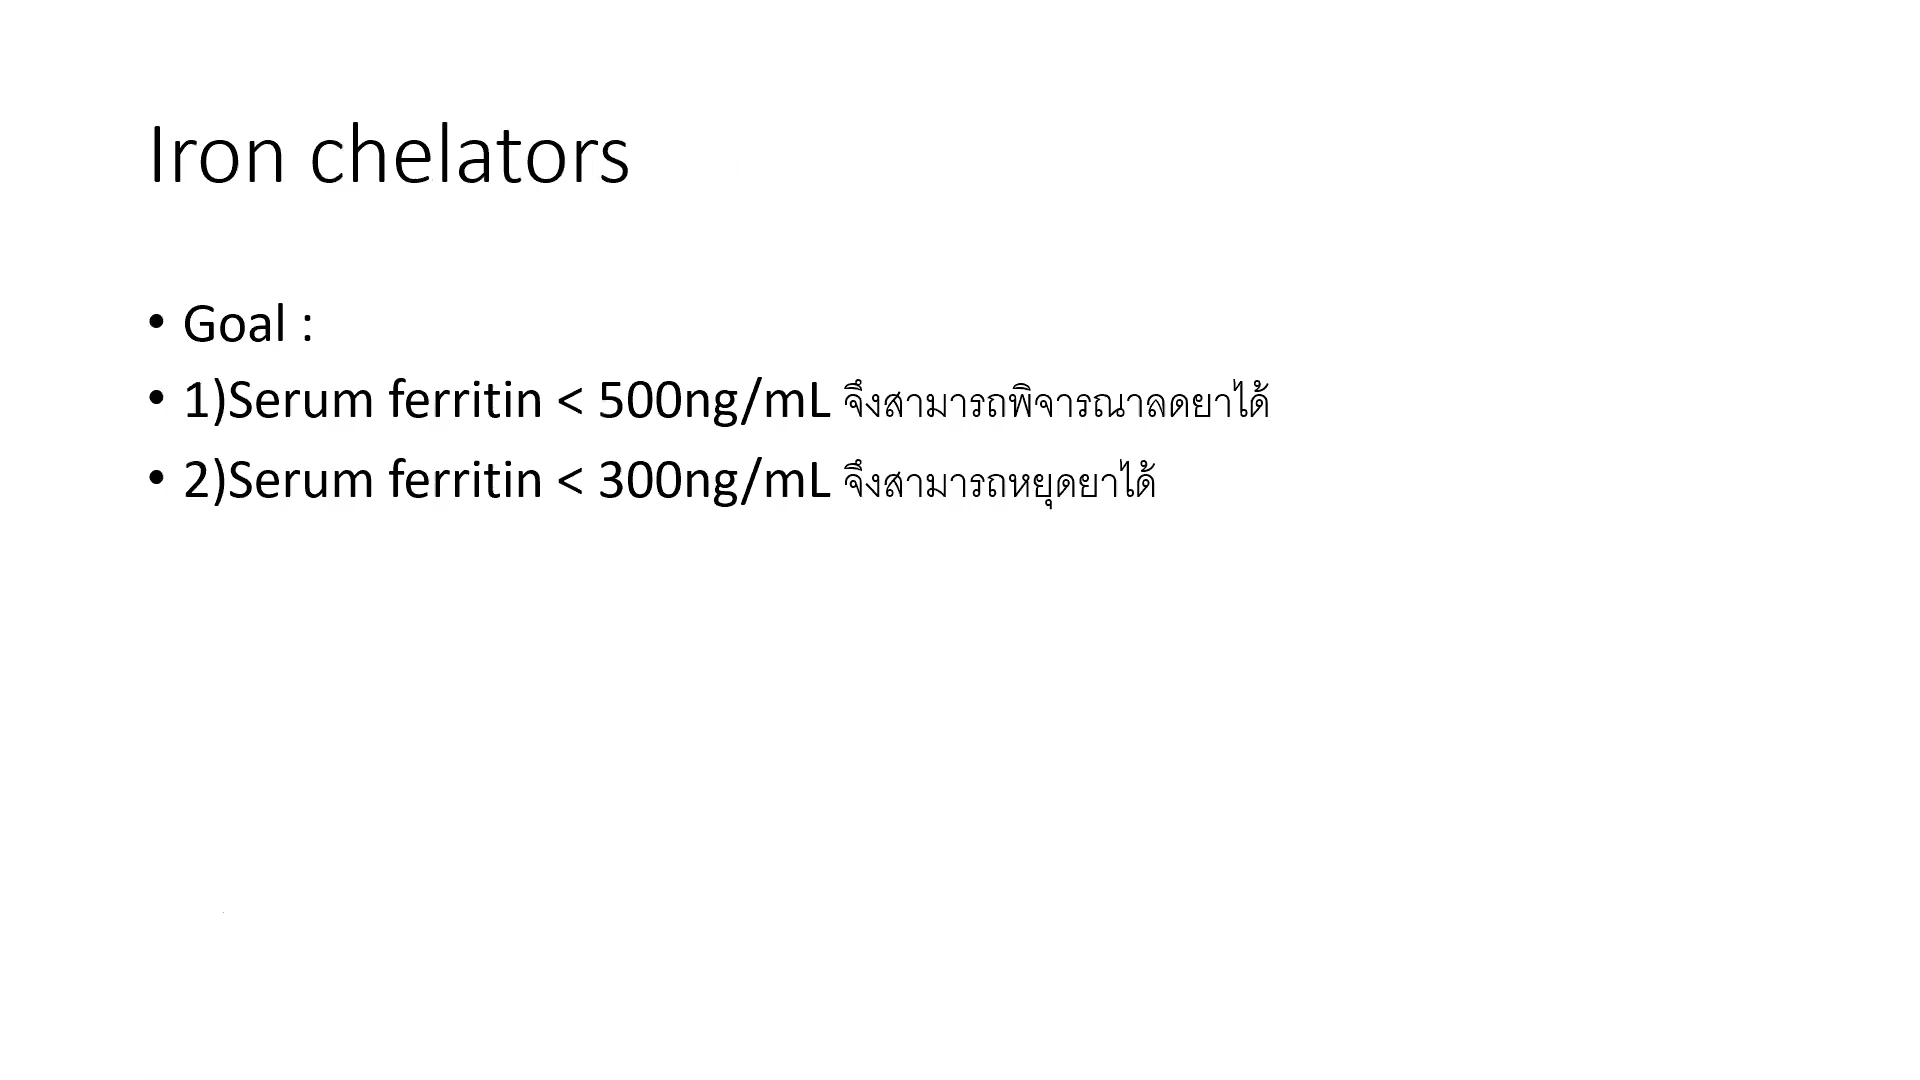 Iron chelators
• Goal :
• 1)Serum ferritin < 500ng/mL จึงสามารถพิจารณาลดยาได้
• 2)Serum ferritin < 300ng/mL จึงสามารถหยุดยาได้